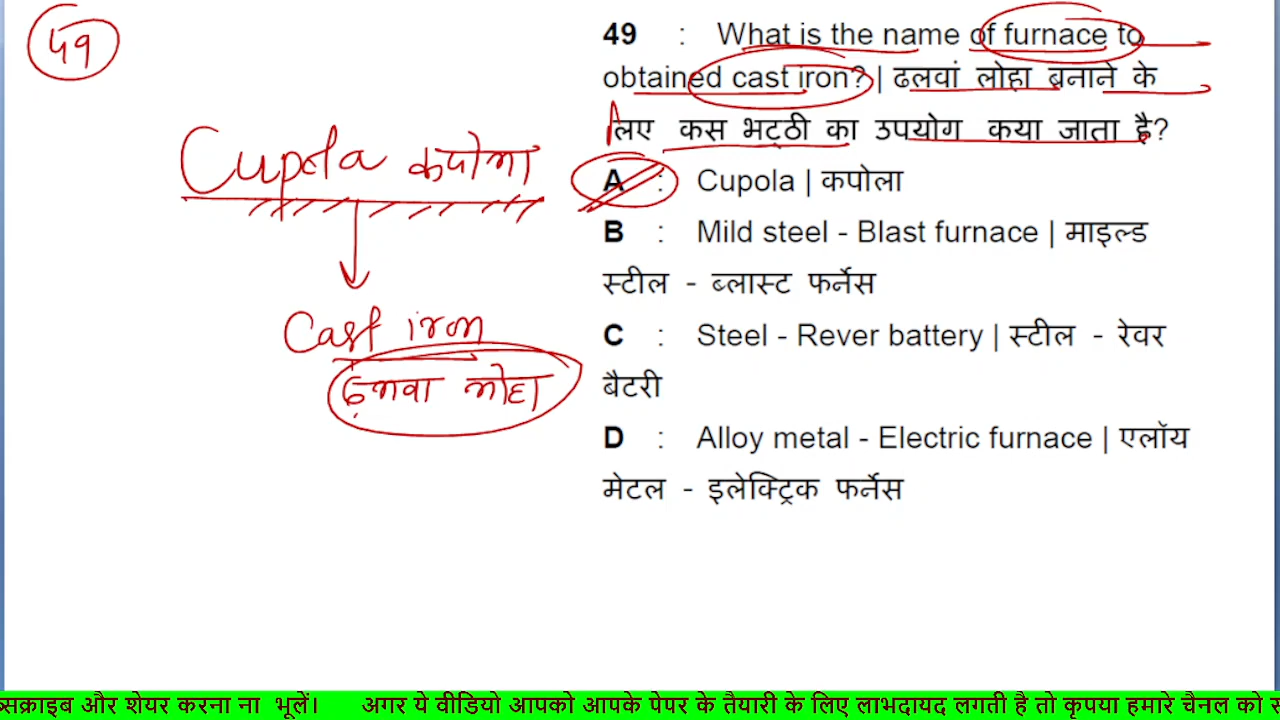 49
49 : What is the name of furnace to
obtained cast iron? | ढलवां लोहा बनाने के
लिए कस भट्ठी का उपयोग कया जाता है?
A : Cupola | कपोला
B : Mild steel - Blast furnace | माइल्ड
स्टील - ब्लास्ट फर्नेस
C : Steel - Rever battery | स्टील - रेवर
बैटरी
D : Alloy metal - Electric furnace | एलॉय
मेटल - इलेक्ट्रिक फर्नेस
Cupola कपोला
Cast iron
ढलवा लोहा
सक्राइब और शेयर करना ना भूलें। अगर ये वीडियो आपको आपके पेपर के तैयारी के लिए लाभदायद लगती है तो कृपया हमारे चैनल को